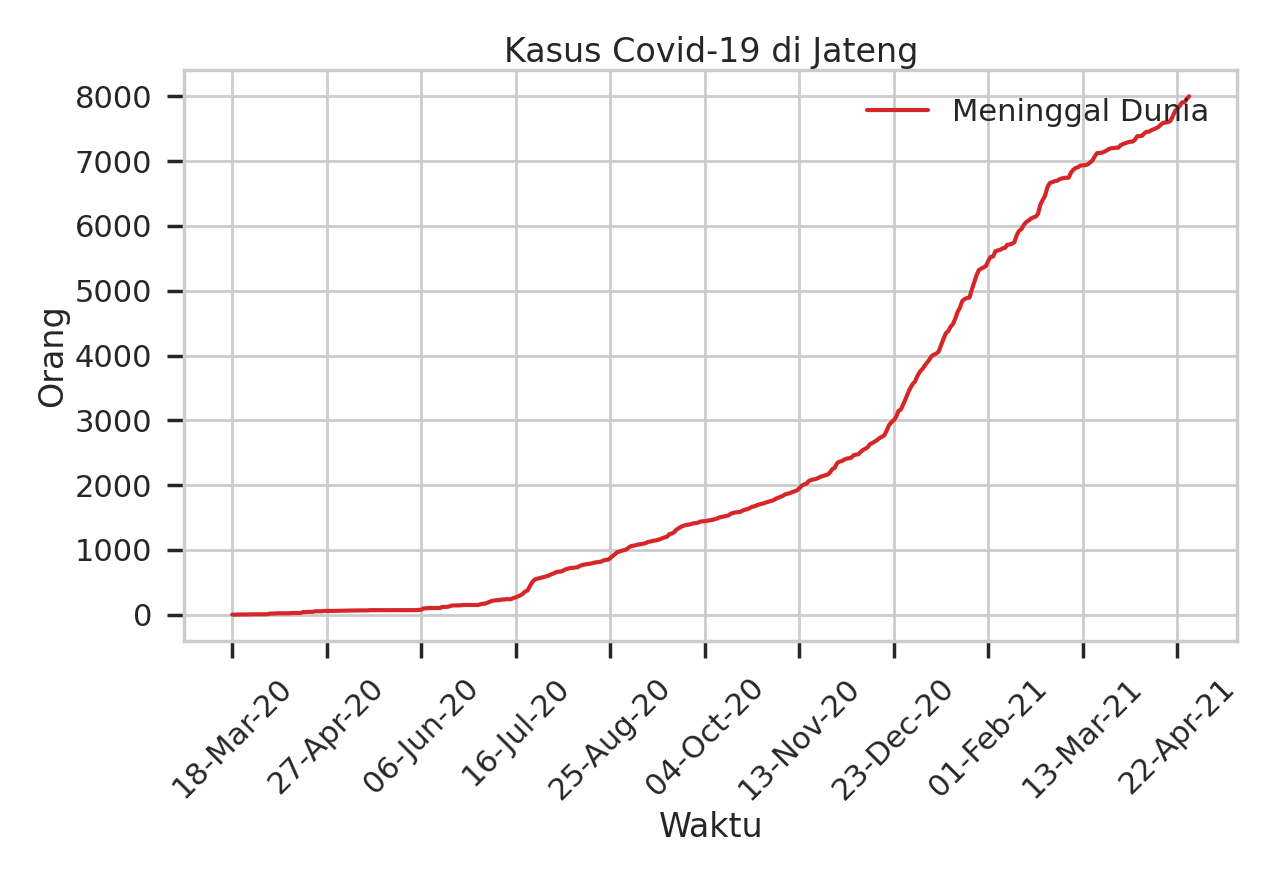 Kasus Covid-19 di Jateng
Meninggal Dunia
Orang
8000
7000
6000
5000
4000
3000
2000
1000
0
18-Mar-20
27-Apr-20
06-Jun-20
16-Jul-20
25-Aug-20
04-Oct-20
13-Nov-20
23-Dec-20
01-Feb-21
13-Mar-21
22-Apr-21
Waktu